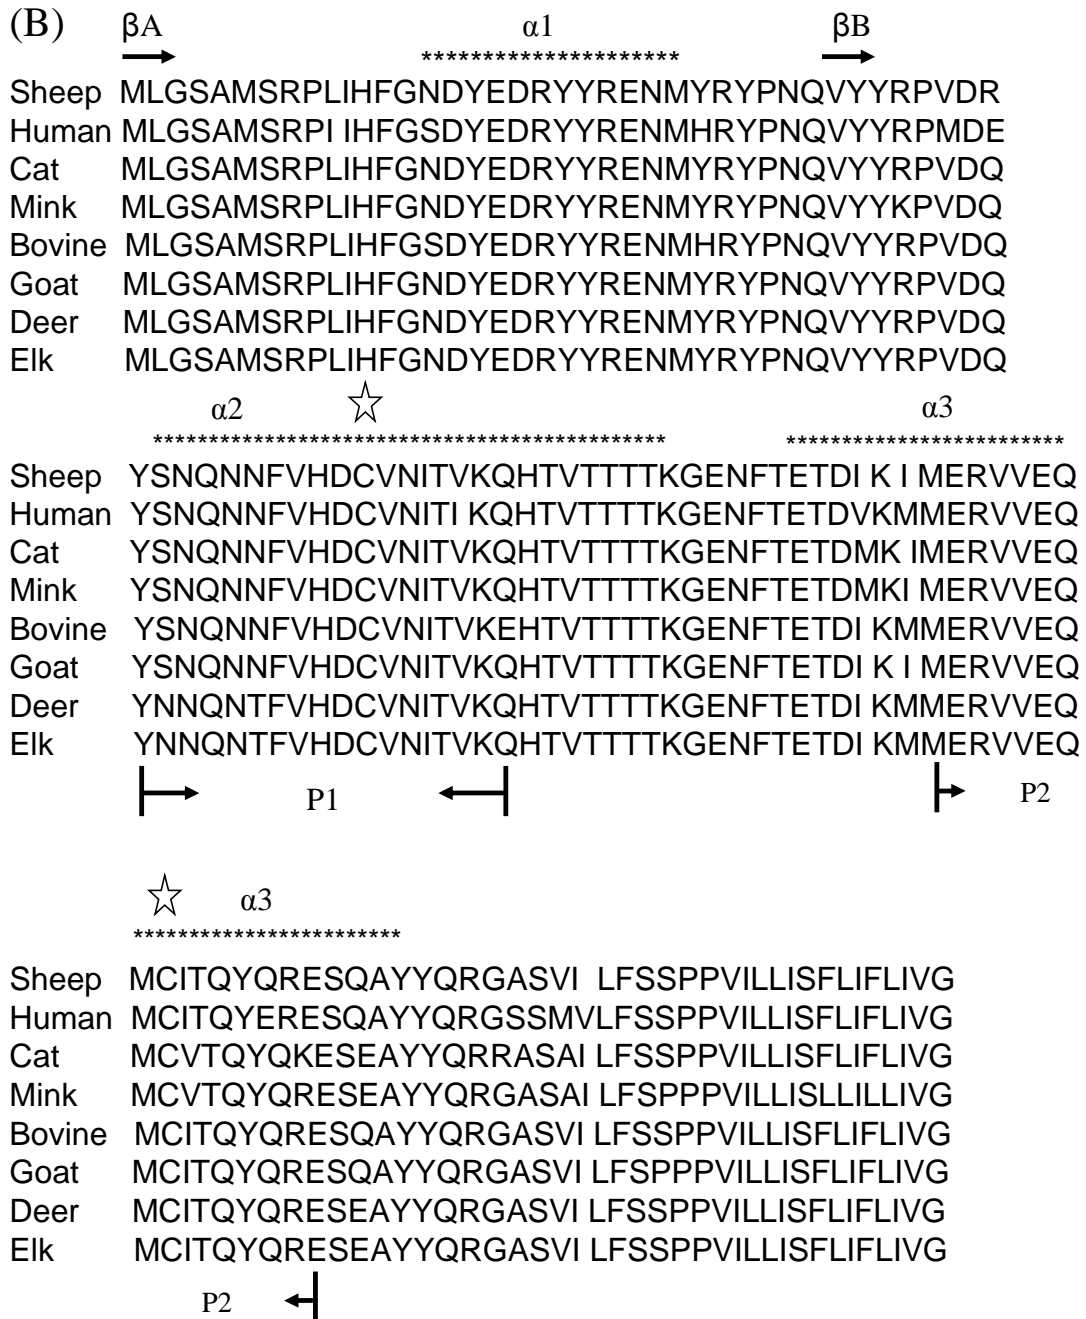 (B) βA α1 βB
*********************
Sheep MLGSAMSRPLIHFGNDYEDRYYRENMYRYPNQVYYRPVDR
Human MLGSAMSRPI IHFGSDYEDRYYRENMHRYPNQVYYRPMDE
Cat MLGSAMSRPLIHFGNDYEDRYYRENMYRYPNQVYYRPVDQ
Mink MLGSAMSRPLIHFGNDYEDRYYRENMYRYPNQVYYKPVDQ
Bovine MLGSAMSRPLIHFGSDYEDRYYRENMHRYPNQVYYRPVDQ
Goat MLGSAMSRPLIHFGNDYEDRYYRENMYRYPNQVYYRPVDQ
Deer MLGSAMSRPLIHFGNDYEDRYYRENMYRYPNQVYYRPVDQ
Elk MLGSAMSRPLIHFGNDYEDRYYRENMYRYPNQVYYRPVDQ
α2 ☆ α3
********************************************** *************************
Sheep YSNQNNFVHDCVNITVKQHTVTTTTKGENFTETDI K I MERVVEQ
Human YSNQNNFVHDCVNITI KQHTVTTTTKGENFTETDVKMMERVVEQ
Cat YSNQNNFVHDCVNITVKQHTVTTTTKGENFTETDMK IMERVVEQ
Mink YSNQNNFVHDCVNITVKQHTVTTTTKGENFTETDMKIMERVVEQ
Bovine YSNQNNFVHDCVNITVKEHTVTTTTKGENFTETDI KMMERVVEQ
Goat YSNQNNFVHDCVNITVKQHTVTTTTKGENFTETDI K I MERVVEQ
Deer YNNQNTFVHDCVNITVKQHTVTTTTKGENFTETDI KMMERVVEQ
Elk YNNQNTFVHDCVNITVKQHTVTTTTKGENFTETDI KMMERVVEQ
P1 P2
☆ α3
************************
Sheep MCITQYQRESQAYYQRGASVI LFSSPPVILLISFLIFLIVG
Human MCITQYERESQAYYQRGSSMVLFSSPPVILLISFLIFLIVG
Cat MCVTQYQKESEAYYQRRASAI LFSSPPVILLISFLIFLIVG
Mink MCVTQYQRESEAYYQRGASAI LFSPPPVILLISLLILLIVG
Bovine MCITQYQRESQAYYQRGASVI LFSSPPVILLISFLIFLIVG
Goat MCITQYQRESQAYYQRGASVI LFSPPPVILLISFLIFLIVG
Deer MCITQYQRESEAYYQRGASVI LFSSPPVILLISFLIFLIVG
Elk MCITQYQRESEAYYQRGASVI LFSSPPVILLISFLIFLIVG
P2